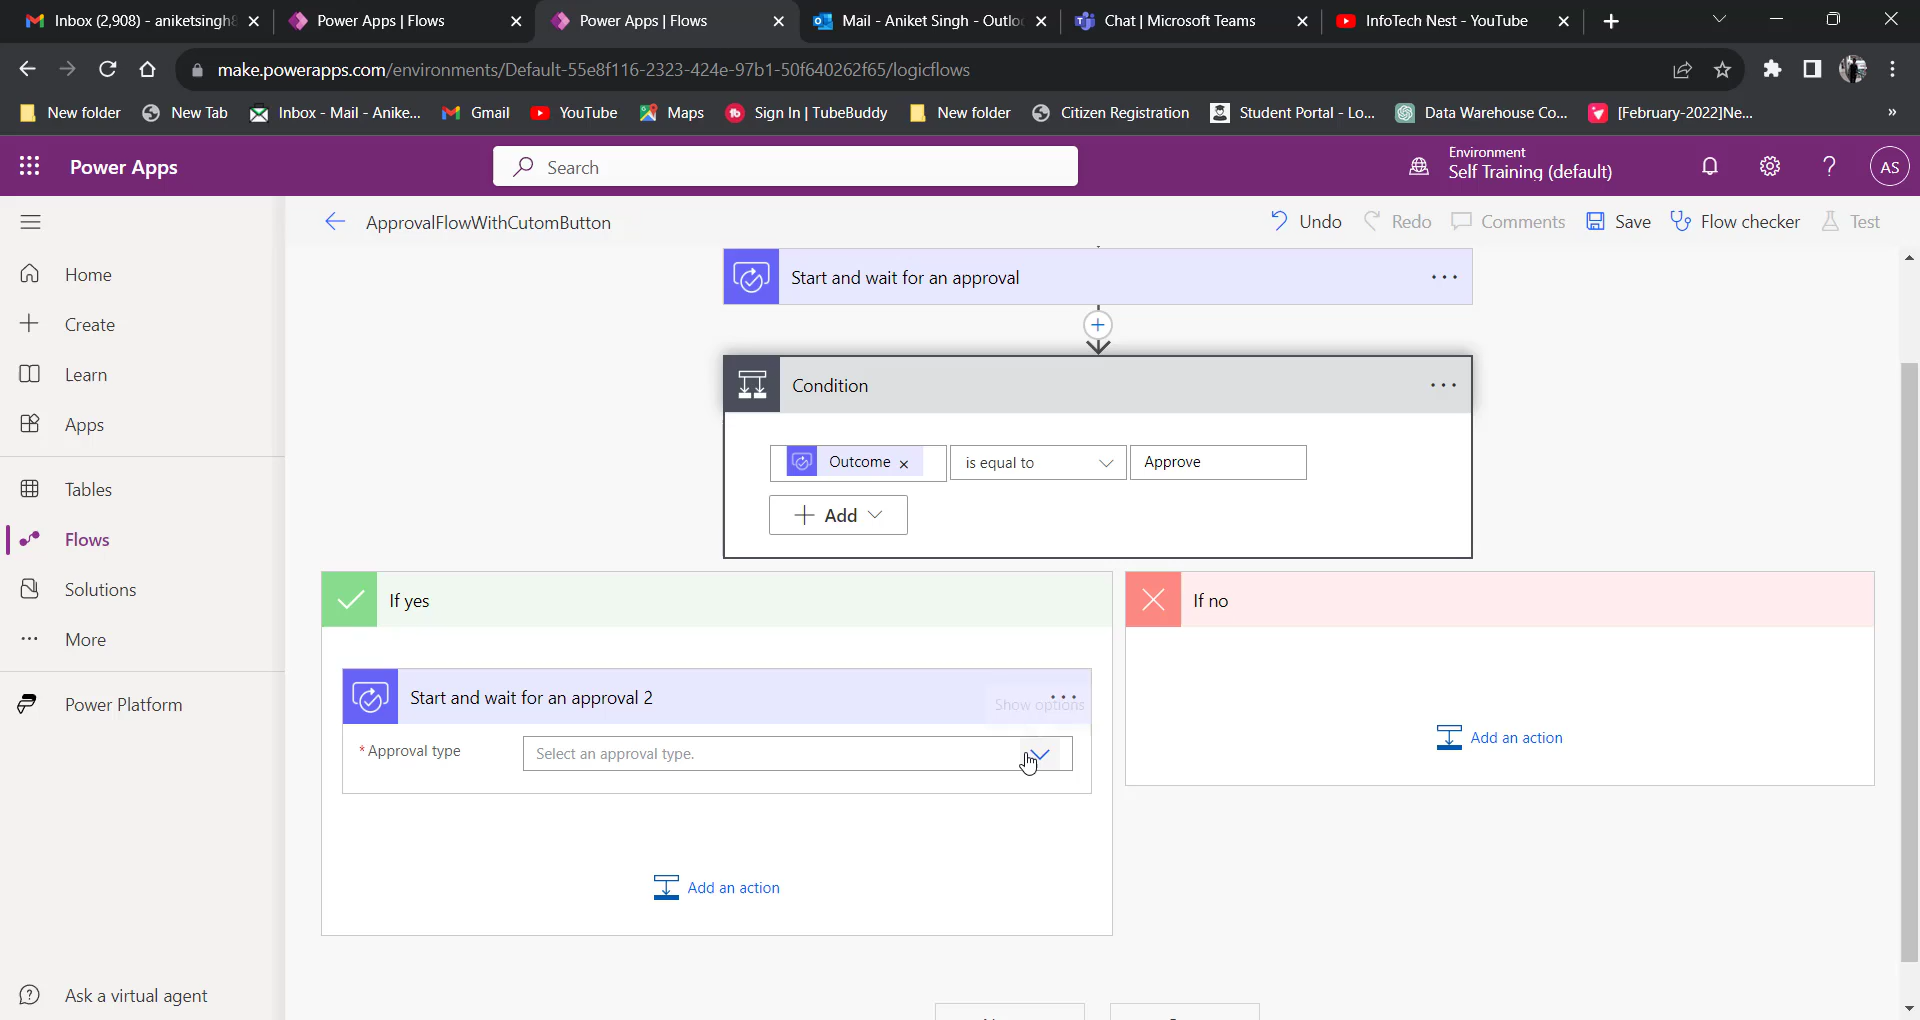 Inbox (2,908) - aniketsingh8
Power Apps | Flows
Power Apps | Flows
Mail - Aniket Singh - Outlo
Chat | Microsoft Teams
InfoTech Nest - YouTube
make.powerapps.com/environments/Default-55e8f116-2323-424e-97b1-50f640262f65/logicflows
New folder
New Tab
Inbox - Mail - Anike...
Gmail
YouTube
Maps
Sign In | TubeBuddy
New folder
Citizen Registration
Student Portal - Lo...
Data Warehouse Co...
[February-2022]Ne...
»
Power Apps
Search
Environment
Self Training (default)
AS
ApprovalFlowWithCutomButton
Undo
Redo
Comments
Save
Flow checker
Test
Home
Create
Learn
Apps
Tables
Flows
Solutions
More
Power Platform
Ask a virtual agent
Start and wait for an approval
Condition
Outcome
is equal to
Approve
Add
If yes
If no
Start and wait for an approval 2
Show options
* Approval type
Select an approval type.
Add an action
Add an action